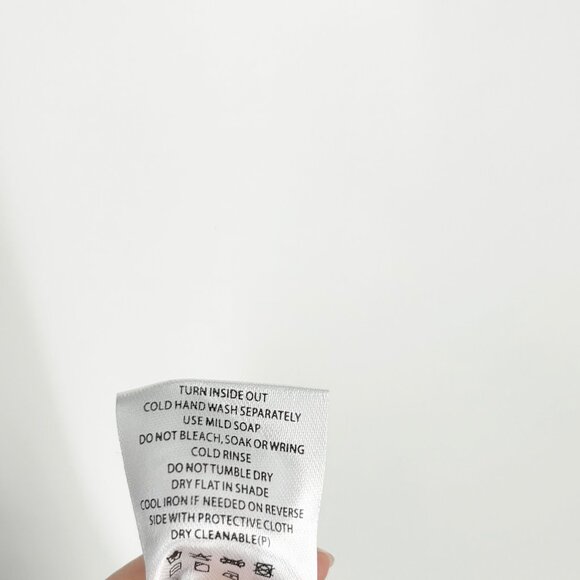 TURN INSIDE OUT
COLD HAND WASH SEPARATELY
USE MILD SOAP
DO NOT BLEACH, SOAK OR WRING
COLD RINSE
DO NOT TUMBLE DRY
DRY FLAT IN SHADE
COOL IRON IF NEEDED ON REVERSE
SIDE WITH PROTECTIVE CLOTH
DRY CLEANABLE(P)